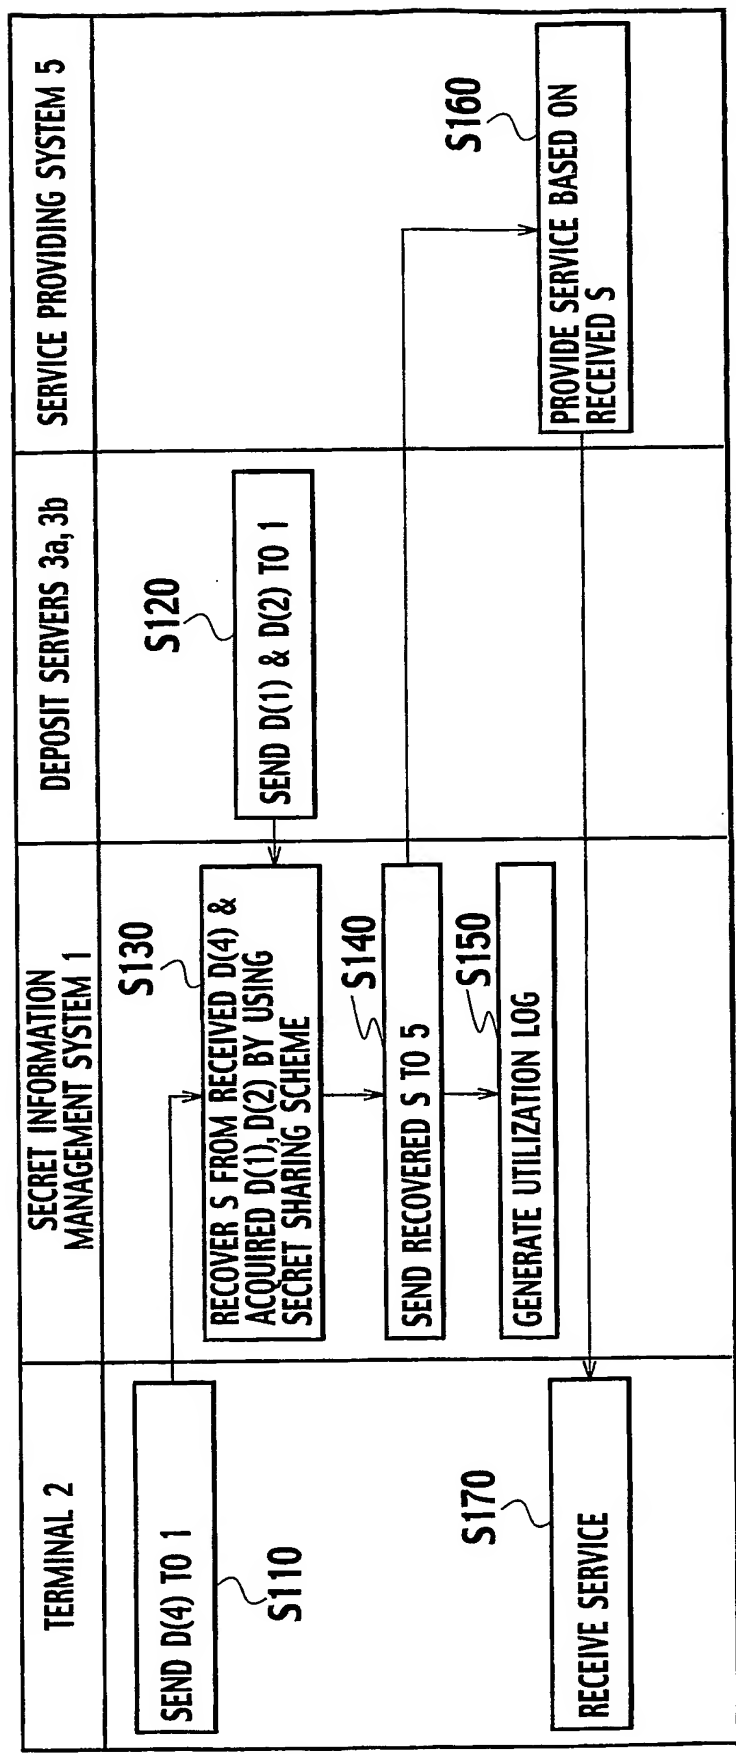 TERMINAL 2
SECRET INFORMATION
MANAGEMENT SYSTEM 1
DEPOSIT SERVERS 3a, 3b
SERVICE PROVIDING SYSTEM 5
SEND D(4) TO 1
S110
S120
SEND D(1) & D(2) TO 1
S130
RECOVER S FROM RECEIVED D(4) &
ACQUIRED D(1), D(2) BY USING
SECRET SHARING SCHEME
S140
SEND RECOVERED S TO 5
S150
GENERATE UTILIZATION LOG
S160
PROVIDE SERVICE BASED ON
RECEIVED S
S170
RECEIVE SERVICE